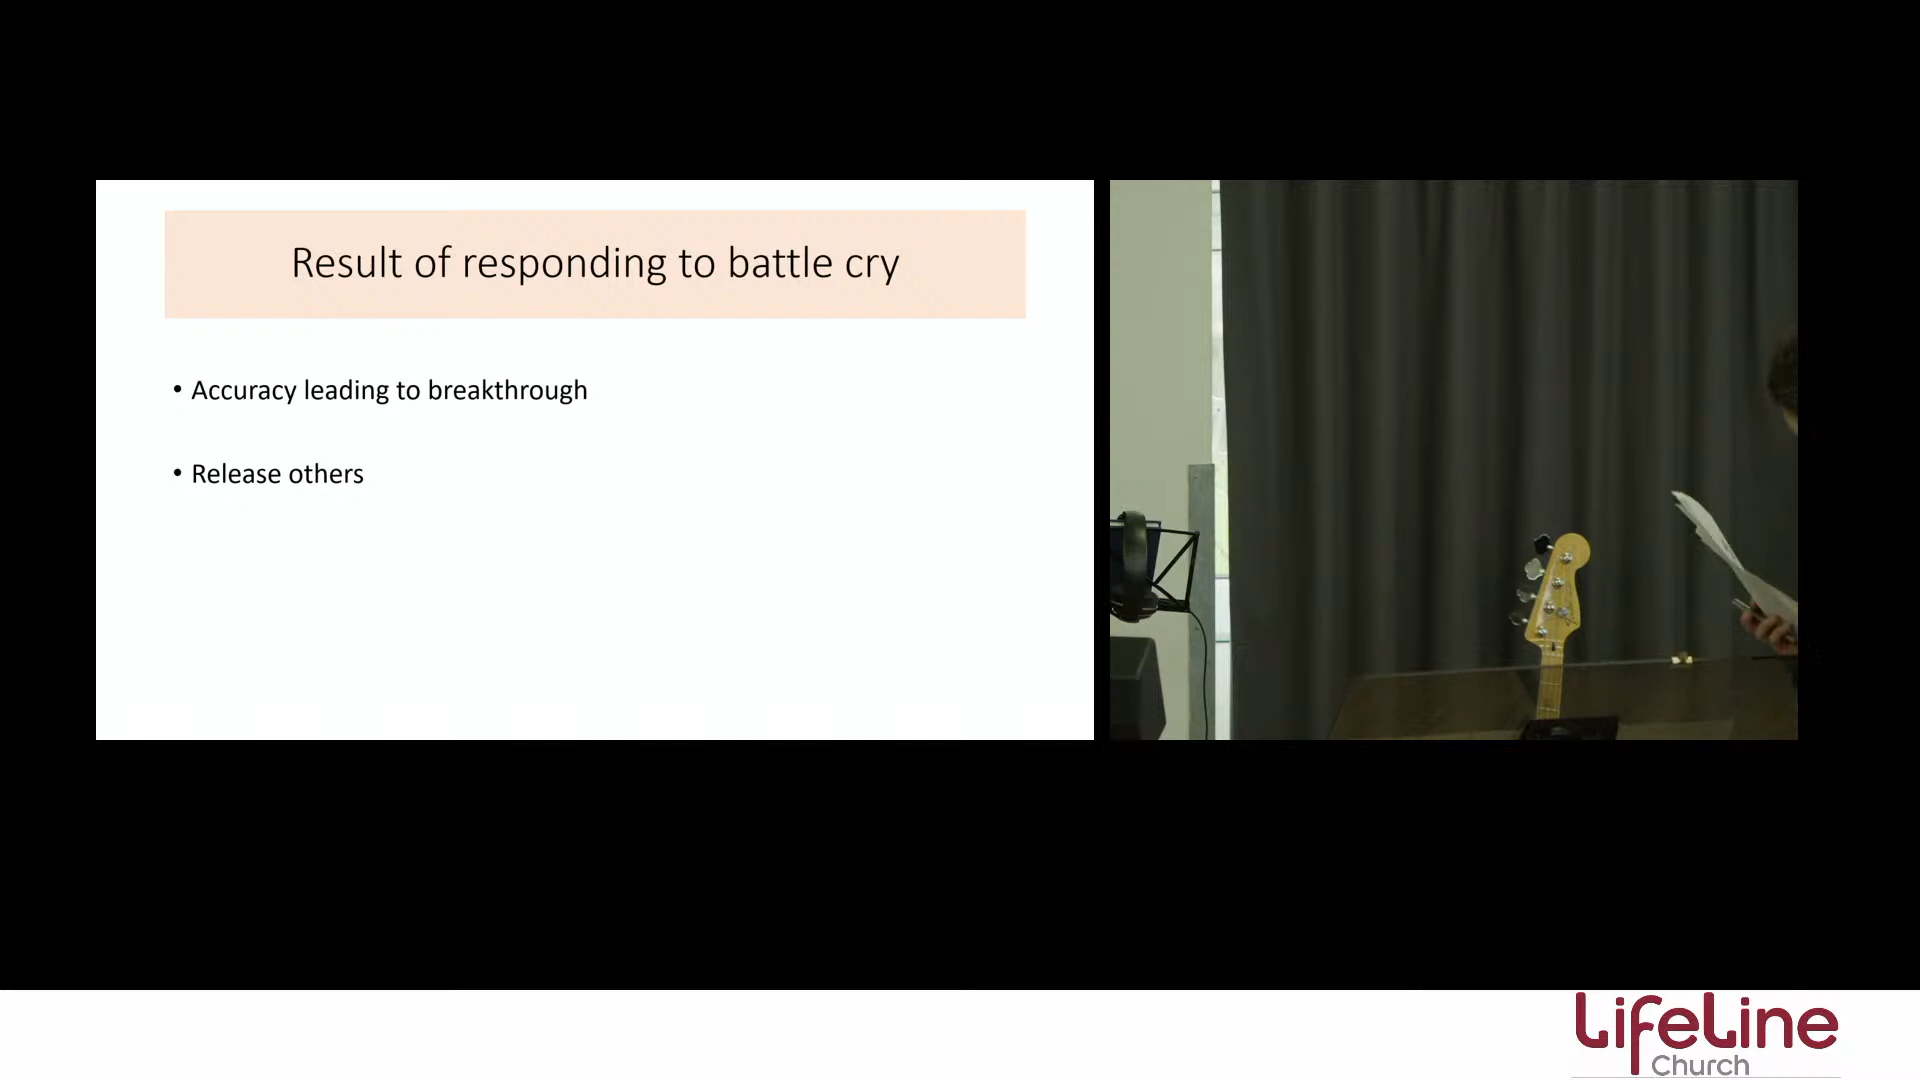 Result of responding to battle cry
• Accuracy leading to breakthrough
• Release others
LifeLine
Church